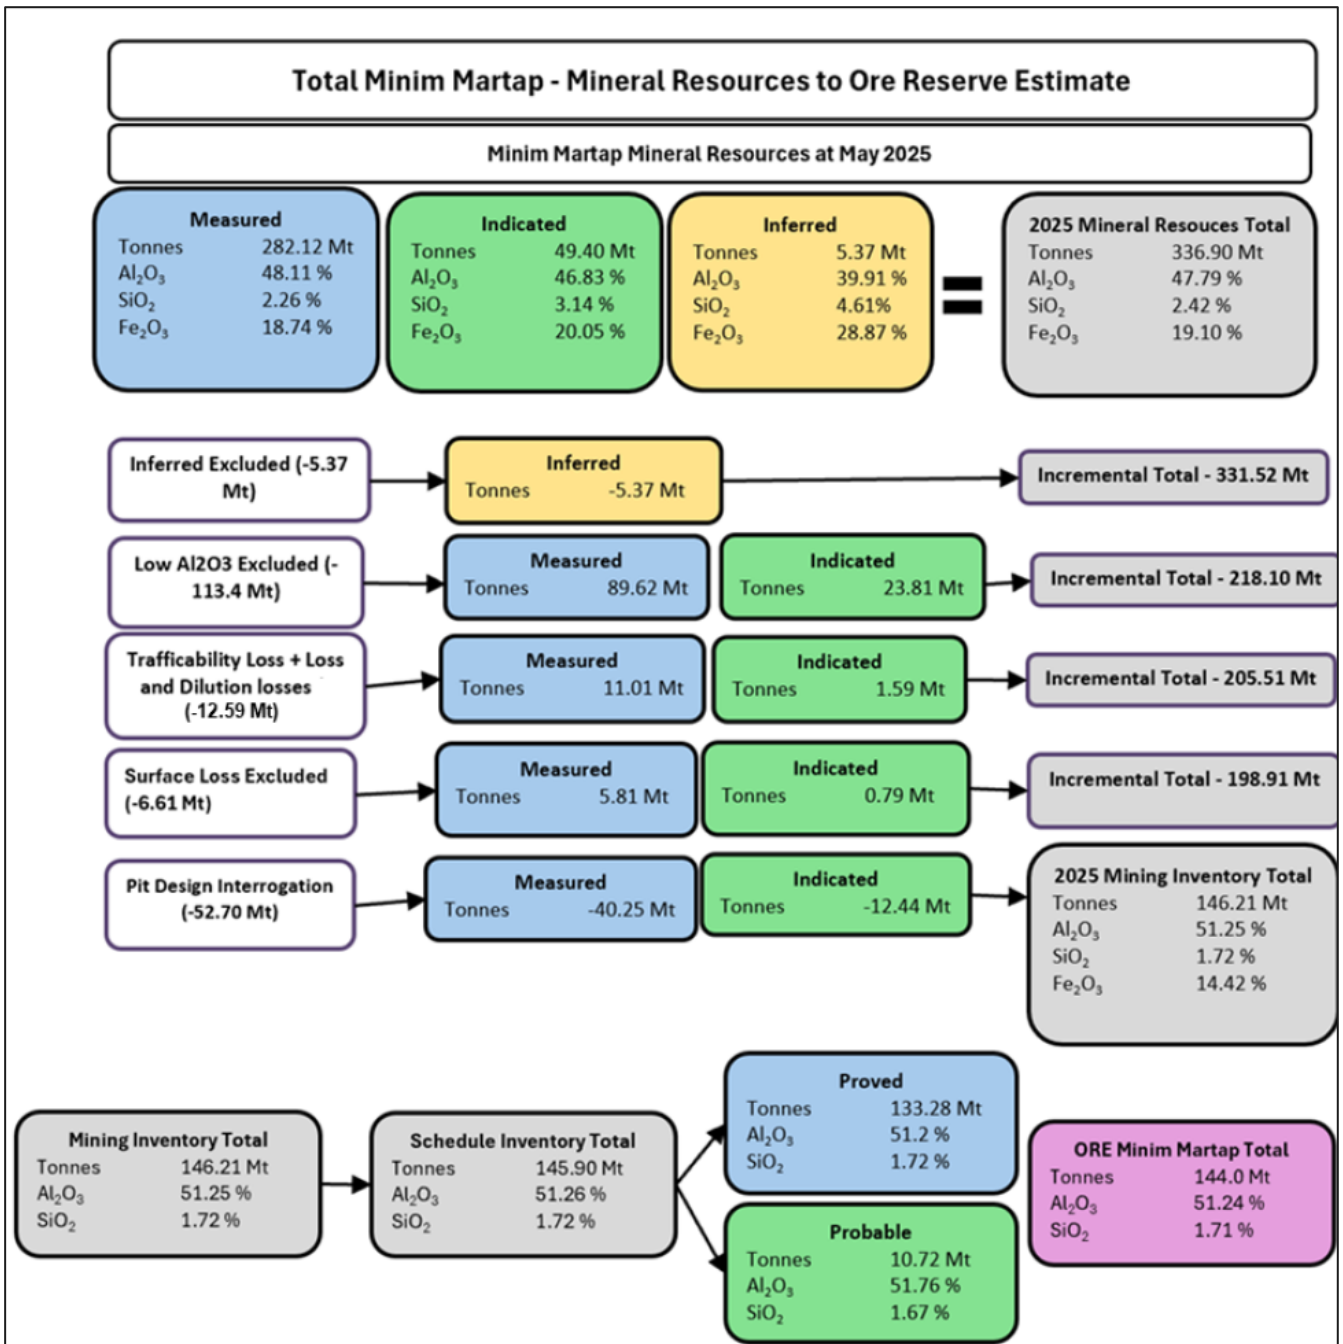 Total Minim Martap - Mineral Resources to Ore Reserve Estimate
Minim Martap Mineral Resources at May 2025
Measured
Tonnes 282.12 Mt
Al₂O₃ 48.11 %
SiO₂ 2.26 %
Fe₂O₃ 18.74 %
Indicated
Tonnes 49.40 Mt
Al₂O₃ 46.83 %
SiO₂ 3.14 %
Fe₂O₃ 20.05 %
Inferred
Tonnes 5.37 Mt
Al₂O₃ 39.91 %
SiO₂ 4.61%
Fe₂O₃ 28.87 %
=
2025 Mineral Resouces Total
Tonnes 336.90 Mt
Al₂O₃ 47.79 %
SiO₂ 2.42 %
Fe₂O₃ 19.10 %
Inferred Excluded (-5.37
Mt)
Inferred
Tonnes -5.37 Mt
Incremental Total - 331.52 Mt
Low Al2O3 Excluded (-
113.4 Mt)
Measured
Tonnes 89.62 Mt
Indicated
Tonnes 23.81 Mt
Incremental Total - 218.10 Mt
Trafficability Loss + Loss
and Dilution losses
(-12.59 Mt)
Measured
Tonnes 11.01 Mt
Indicated
Tonnes 1.59 Mt
Incremental Total - 205.51 Mt
Surface Loss Excluded
(-6.61 Mt)
Measured
Tonnes 5.81 Mt
Indicated
Tonnes 0.79 Mt
Incremental Total - 198.91 Mt
Pit Design Interrogation
(-52.70 Mt)
Measured
Tonnes -40.25 Mt
Indicated
Tonnes -12.44 Mt
2025 Mining Inventory Total
Tonnes 146.21 Mt
Al₂O₃ 51.25 %
SiO₂ 1.72 %
Fe₂O₃ 14.42 %
Mining Inventory Total
Tonnes 146.21 Mt
Al₂O₃ 51.25 %
SiO₂ 1.72 %
Schedule Inventory Total
Tonnes 145.90 Mt
Al₂O₃ 51.26 %
SiO₂ 1.72 %
Proved
Tonnes 133.28 Mt
Al₂O₃ 51.2 %
SiO₂ 1.72 %
Probable
Tonnes 10.72 Mt
Al₂O₃ 51.76 %
SiO₂ 1.67 %
ORE Minim Martap Total
Tonnes 144.0 Mt
Al₂O₃ 51.24 %
SiO₂ 1.71 %